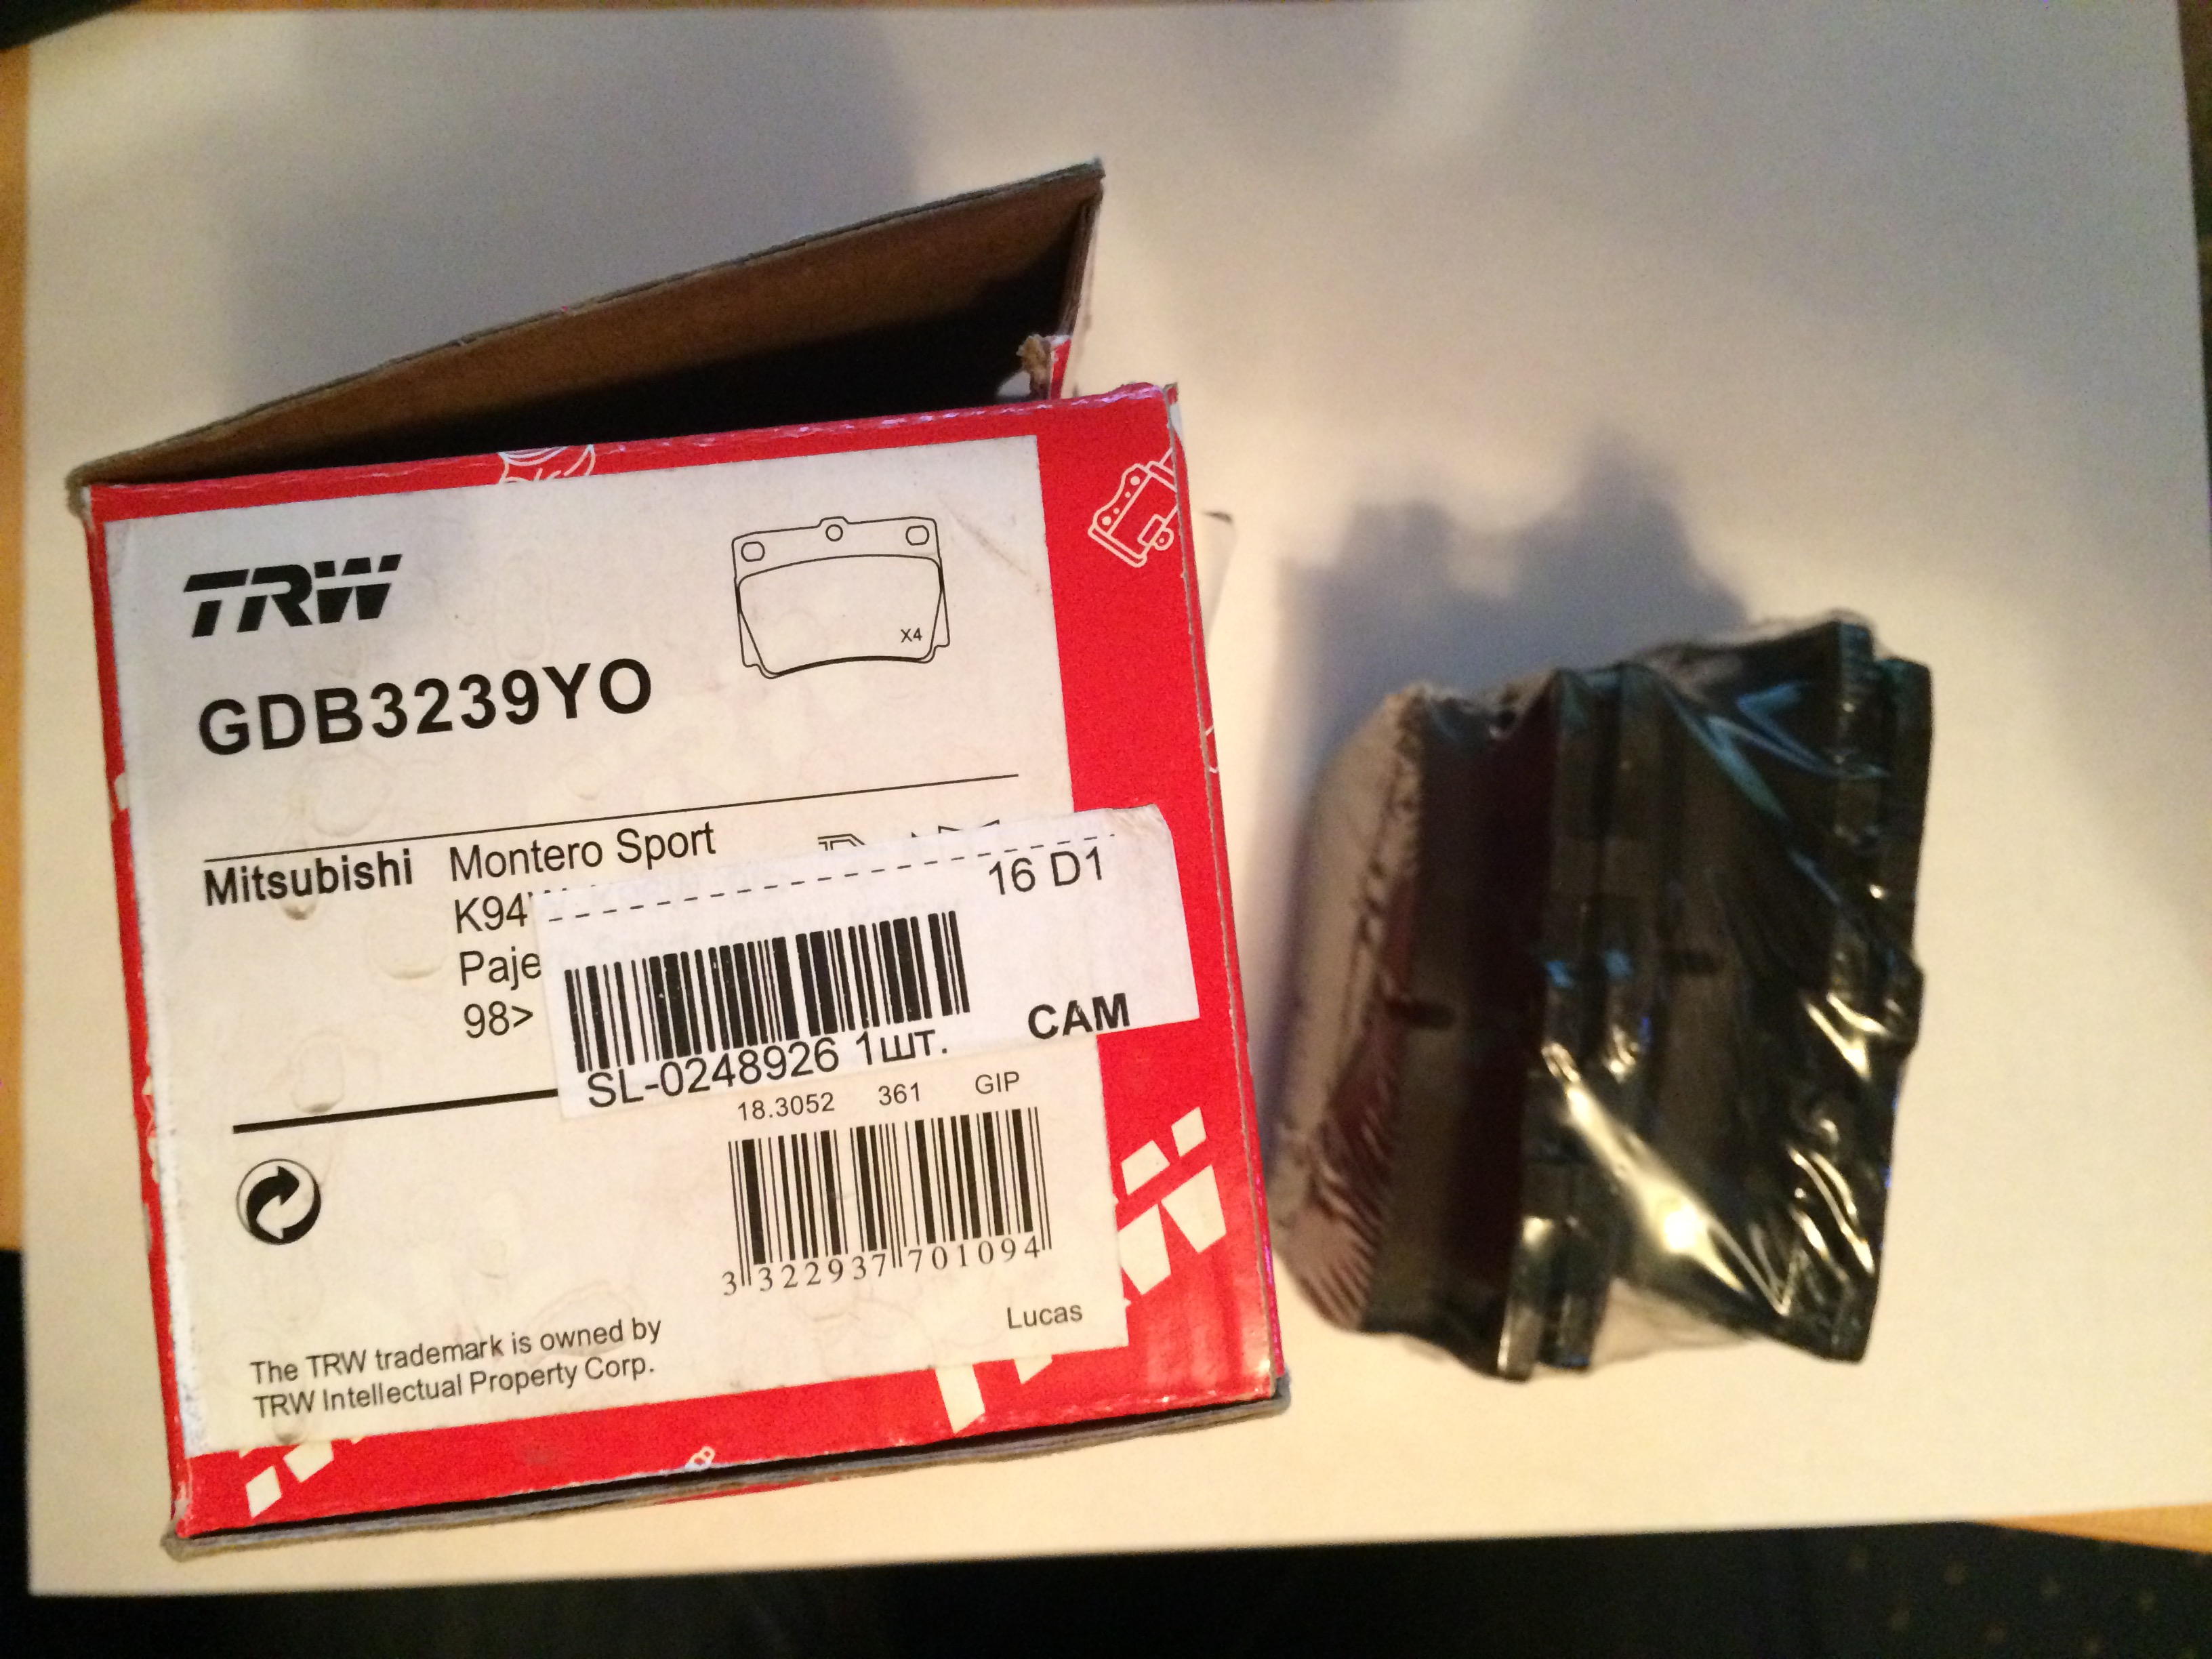 TRW
X4
GDB3239YO
Mitsubishi Montero Sport
K94
Paje
98>
16 D1
CAM
SL-0248926 1шт.
18.3052 361 GIP
3 322937 701094
Lucas
The TRW trademark is owned by
TRW Intellectual Property Corp.